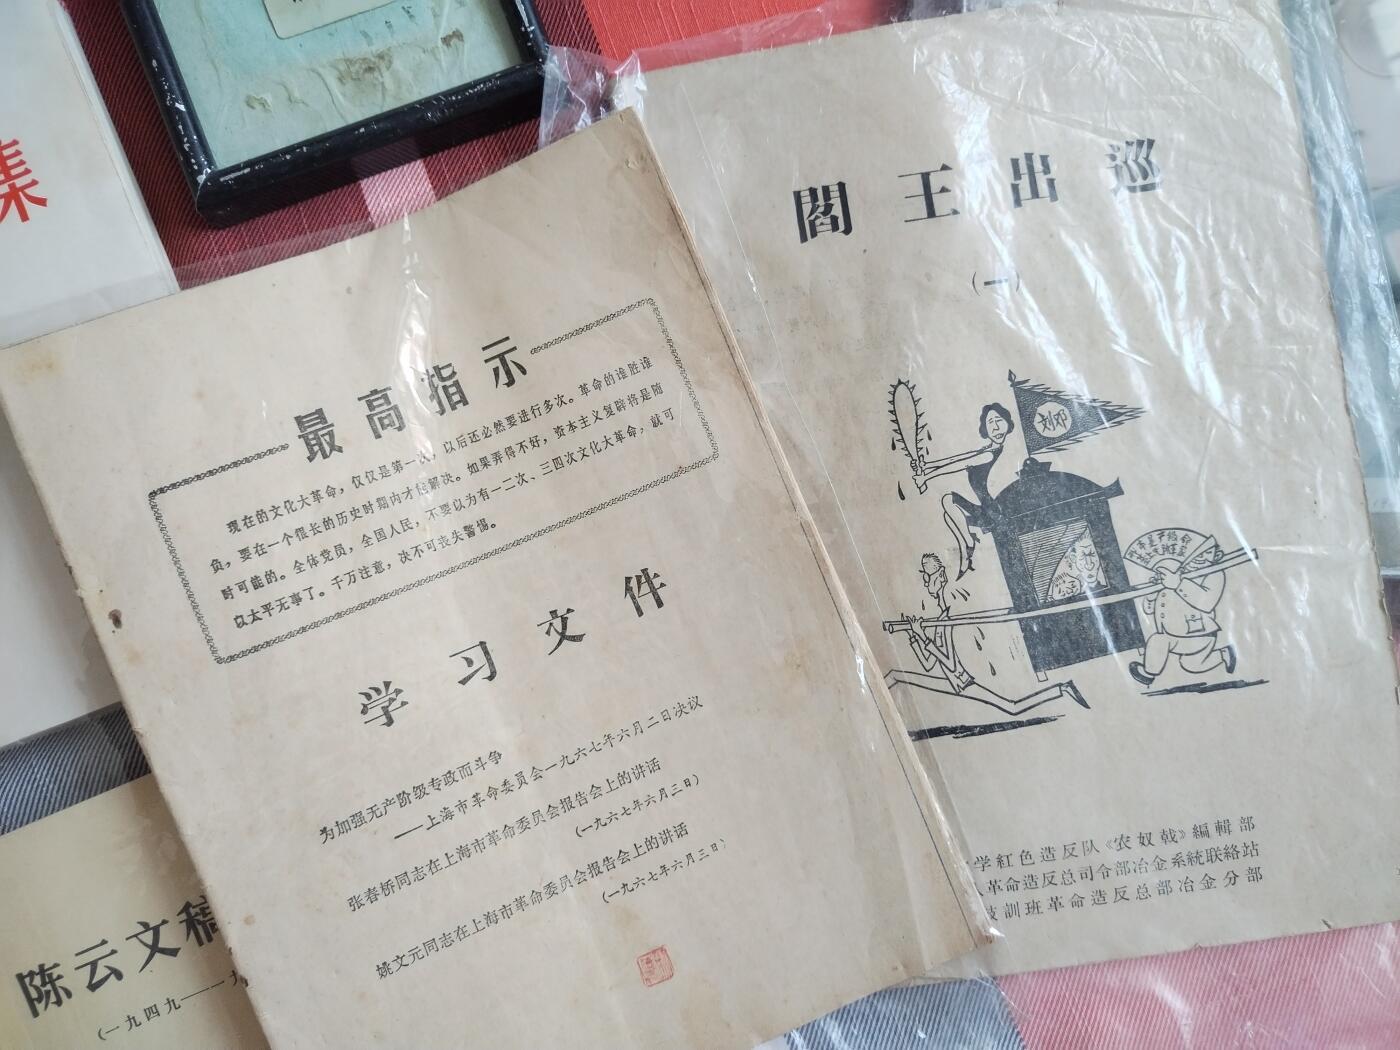 集
最高指示
现在的文化大革命，仅仅是第一次，以后还必然要进行多次。革命的谁胜谁
负，要在一个很长的历史时期内才能解决。如果弄得不好，资本主义复辟将是随
时可能的。全体党员，全国人民，不要以为有一二次、三四次文化大革命，就可
以太平无事了。千万注意，决不可丧失警惕。
学习文件
为加强无产阶级专政而斗争
——上海市革命委员会一九六七年六月二日决议
张春桥同志在上海市革命委员会报告会上的讲话
(一九六七年六月三日)
姚文元同志在上海市革命委员会报告会上的讲话
(一九六七年六月三日)
陈云文稿
(一九四九——一九
閻王出巡
(一)
刘邓
学紅色造反队《农奴戟》編輯部
革命造反总司令部冶金系統联絡站
訓班革命造反总部冶金分部